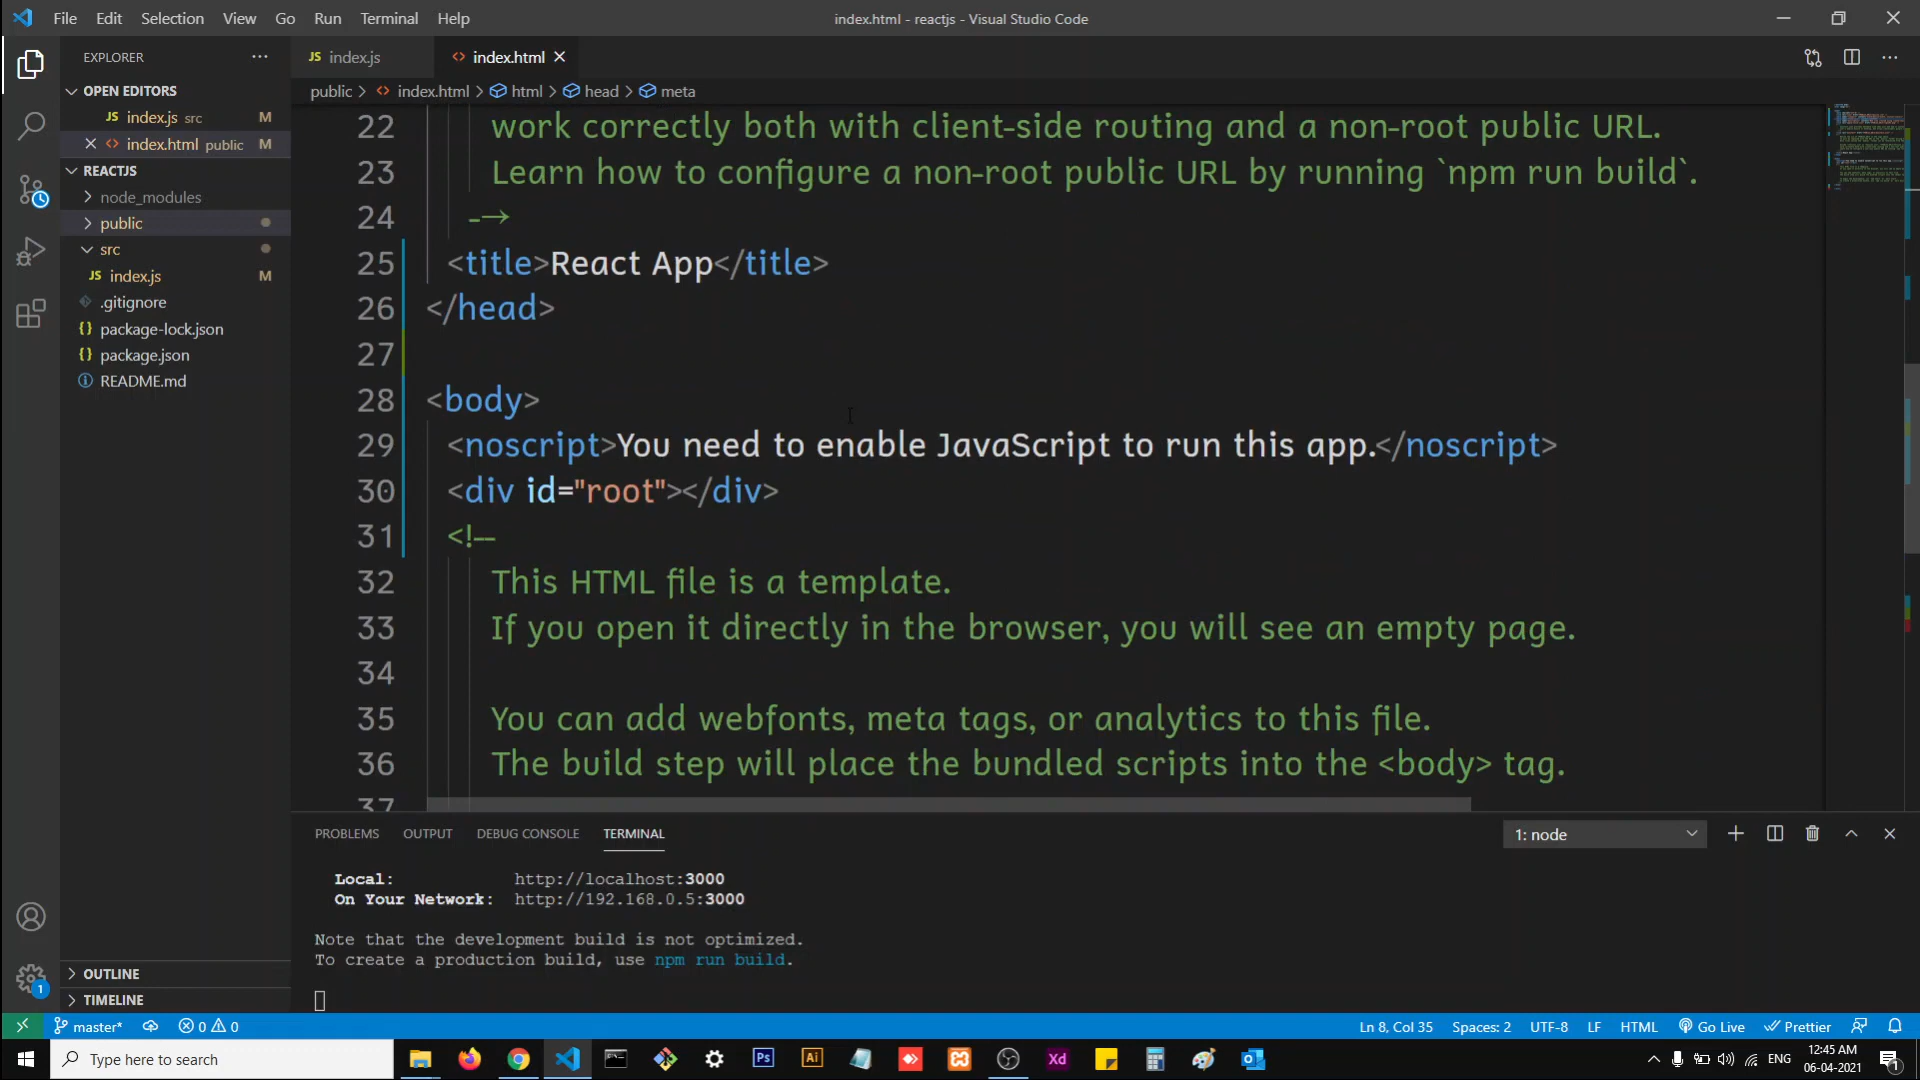 File Edit Selection View Go Run Terminal Help
index.html - reactjs - Visual Studio Code
EXPLORER
OPEN EDITORS
JS index.js src M
<> index.html public M
REACTJS
node_modules
public
src
JS index.js M
.gitignore
{} package-lock.json
{} package.json
README.md
OUTLINE
TIMELINE
JS index.js
<> index.html
public > <> index.html > html > head > meta
22 work correctly both with client-side routing and a non-root public URL.
23 Learn how to configure a non-root public URL by running `npm run build`.
24 -->
25 <title>React App</title>
26 </head>
27
28 <body>
29 <noscript>You need to enable JavaScript to run this app.</noscript>
30 <div id="root"></div>
31 <!--
32 This HTML file is a template.
33 If you open it directly in the browser, you will see an empty page.
34
35 You can add webfonts, meta tags, or analytics to this file.
36 The build step will place the bundled scripts into the <body> tag.
37
PROBLEMS OUTPUT DEBUG CONSOLE TERMINAL
1: node
Local: http://localhost:3000
On Your Network: http://192.168.0.5:3000
Note that the development build is not optimized.
To create a production build, use npm run build.
1
master* 0 0
Ln 8, Col 35 Spaces: 2 UTF-8 LF HTML Go Live Prettier
Type here to search
Ps Ai Xd
ENG
12:45 AM
06-04-2021
1